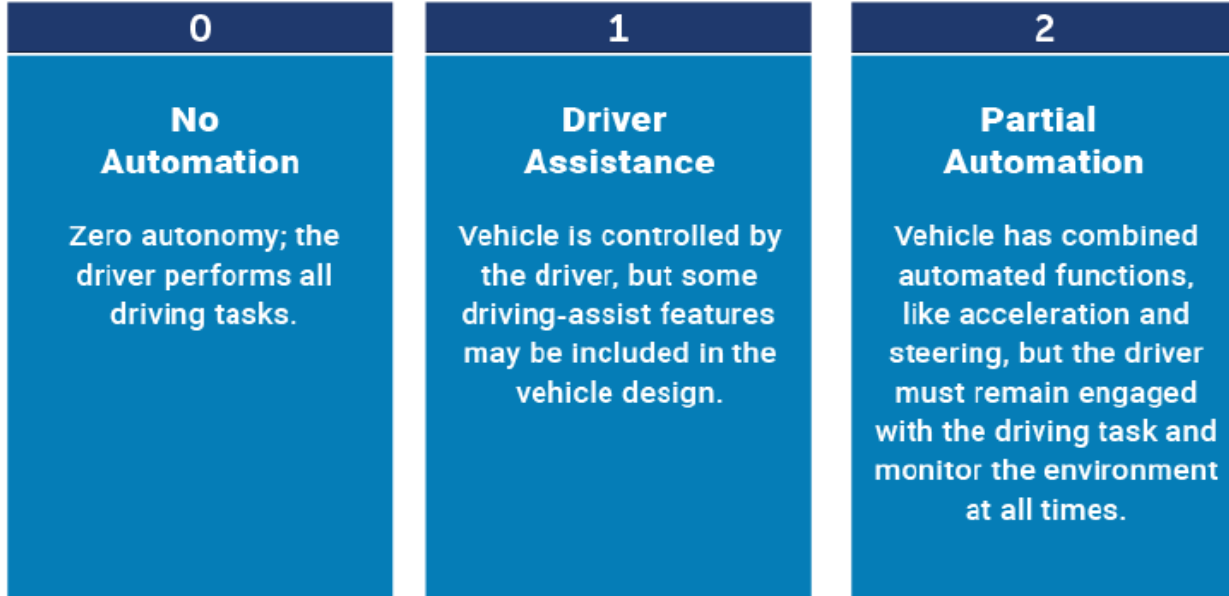 0
No
Automation
Zero autonomy; the
driver performs all
driving tasks.
1
Driver
Assistance
Vehicle is controlled by
the driver, but some
driving-assist features
may be included in the
vehicle design.
2
Partial
Automation
Vehicle has combined
automated functions,
like acceleration and
steering, but the driver
must remain engaged
with the driving task and
monitor the environment
at all times.